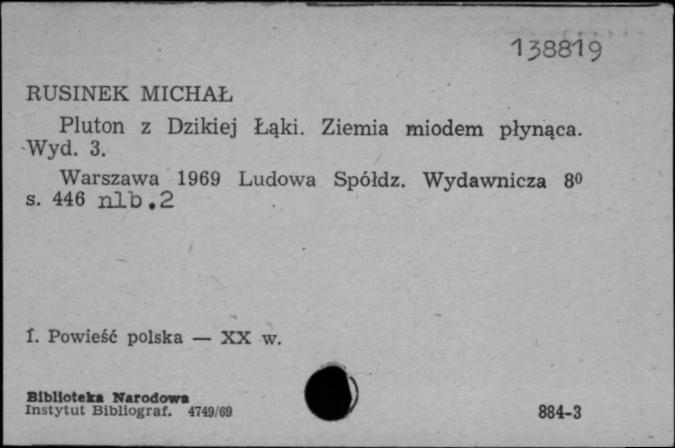 138819
RUSINEK MICHAŁ
Pluton z Dzikiej Łąki. Ziemia miodem płynąca.
Wyd. 3.
Warszawa 1969 Ludowa Spółdz. Wydawnicza 8⁰
s. 446 nlb.2
1. Powieść polska — XX w.
Biblioteka Narodowa
Instytut Bibliograf. 4749/69
884-3